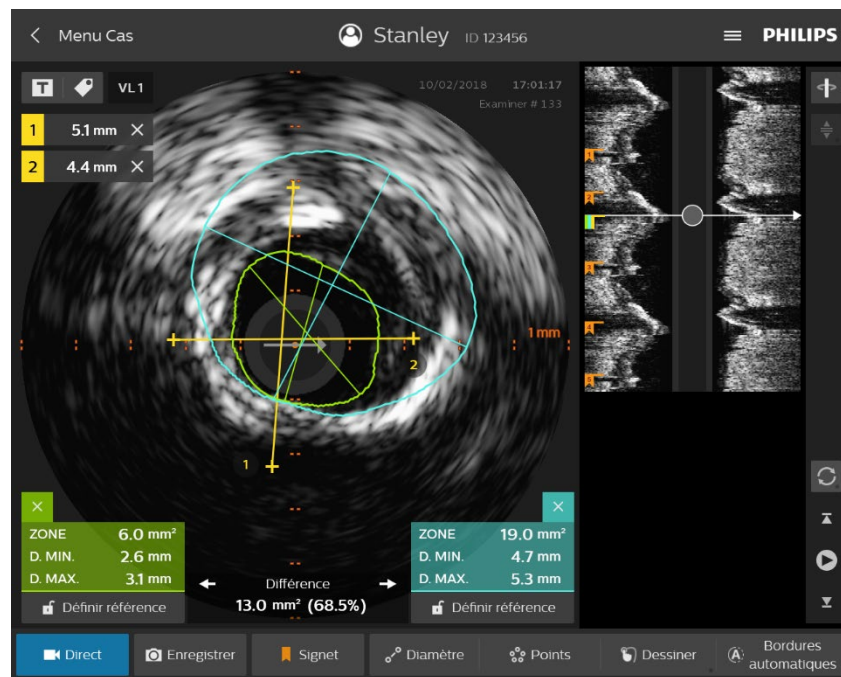 Menu Cas
Stanley ID 123456
PHILIPS
T VL1
10/02/2018 17:01:17
Examiner # 133
1 5.1 mm ×
2 4.4 mm ×
1 mm
2
1
ZONE 6.0 mm²
D. MIN. 2.6 mm
D. MAX. 3.1 mm
Définir référence
Différence
13.0 mm² (68.5%)
ZONE 19.0 mm²
D. MIN. 4.7 mm
D. MAX. 5.3 mm
Définir référence
Direct
Enregistrer
Signet
Diamètre
Points
Dessiner
A Bordures
automatiques